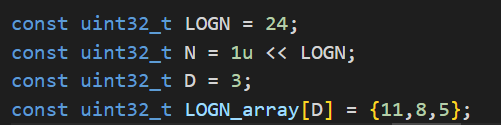 const uint32_t LOGN = 24;
const uint32_t N = 1u << LOGN;
const uint32_t D = 3;
const uint32_t LOGN_array[D] = {11,8,5};